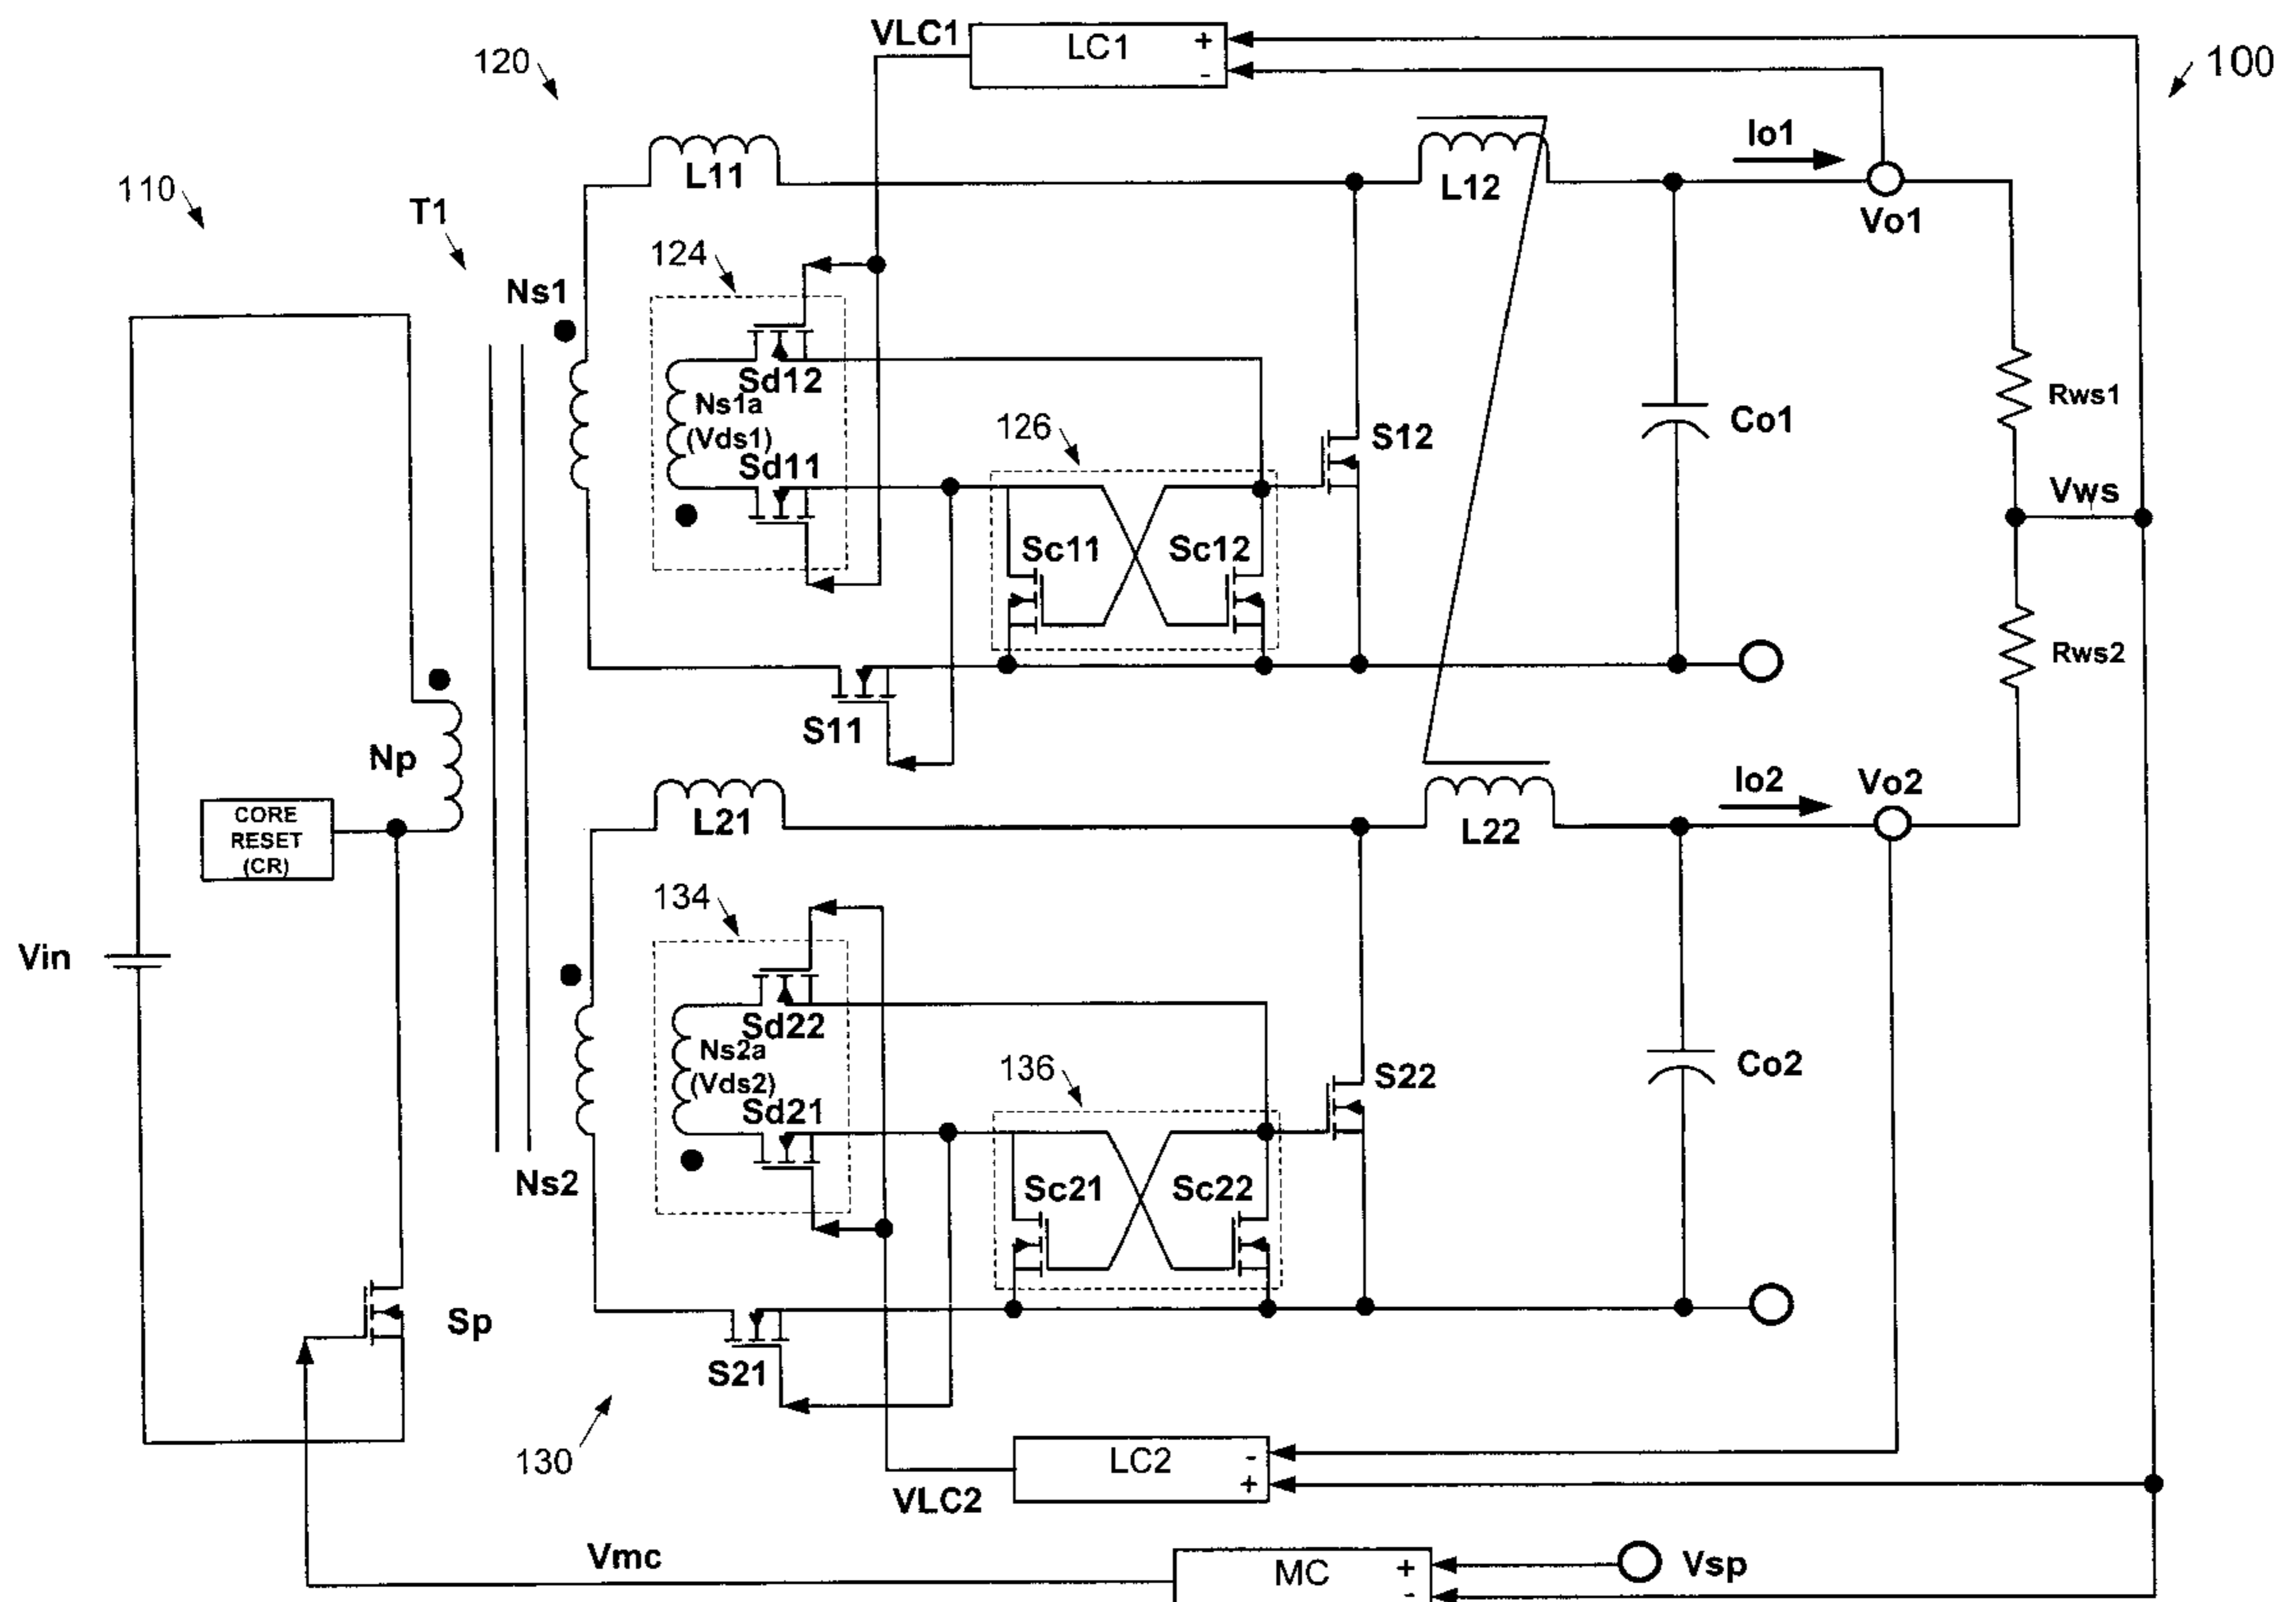 VLC1
LC1
+
-
120
100
L11
L12
Io1
Vo1
110
T1
124
Ns1
Sd12
Ns1a
(Vds1)
Sd11
126
S12
Co1
Rws1
Sc11
Sc12
Vws
Rws2
S11
Np
CORE
RESET
(CR)
L21
L22
Io2
Vo2
134
Vin
Sd22
Ns2a
(Vds2)
Sd21
136
S22
Co2
Ns2
Sc21
Sc22
Sp
S21
130
LC2
-
+
VLC2
Vmc
MC
+
-
Vsp